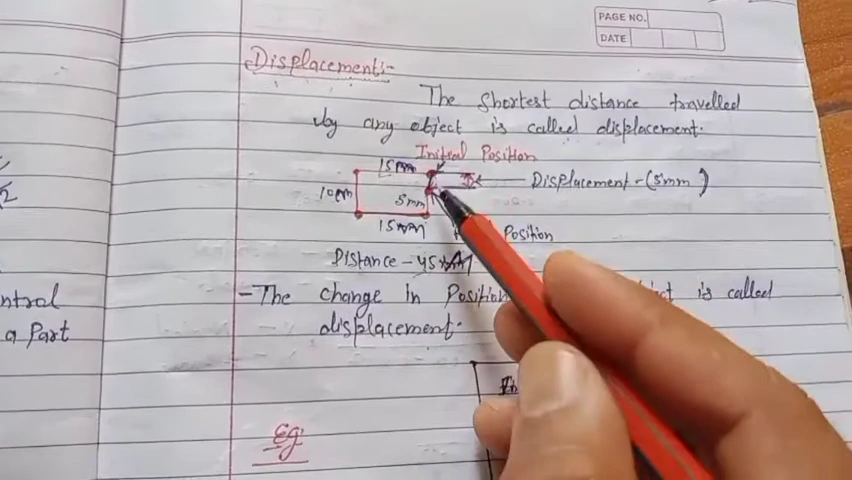 PAGE NO.
DATE
Displacement:-
The Shortest distance travelled
by any object is called displacement.
Initial Position
15mm
10mm
5mm
Displacement-(5mm)
15mm
Position
Distance - 45
- The change in Position is called
displacement.
ntral
a Part
Eg